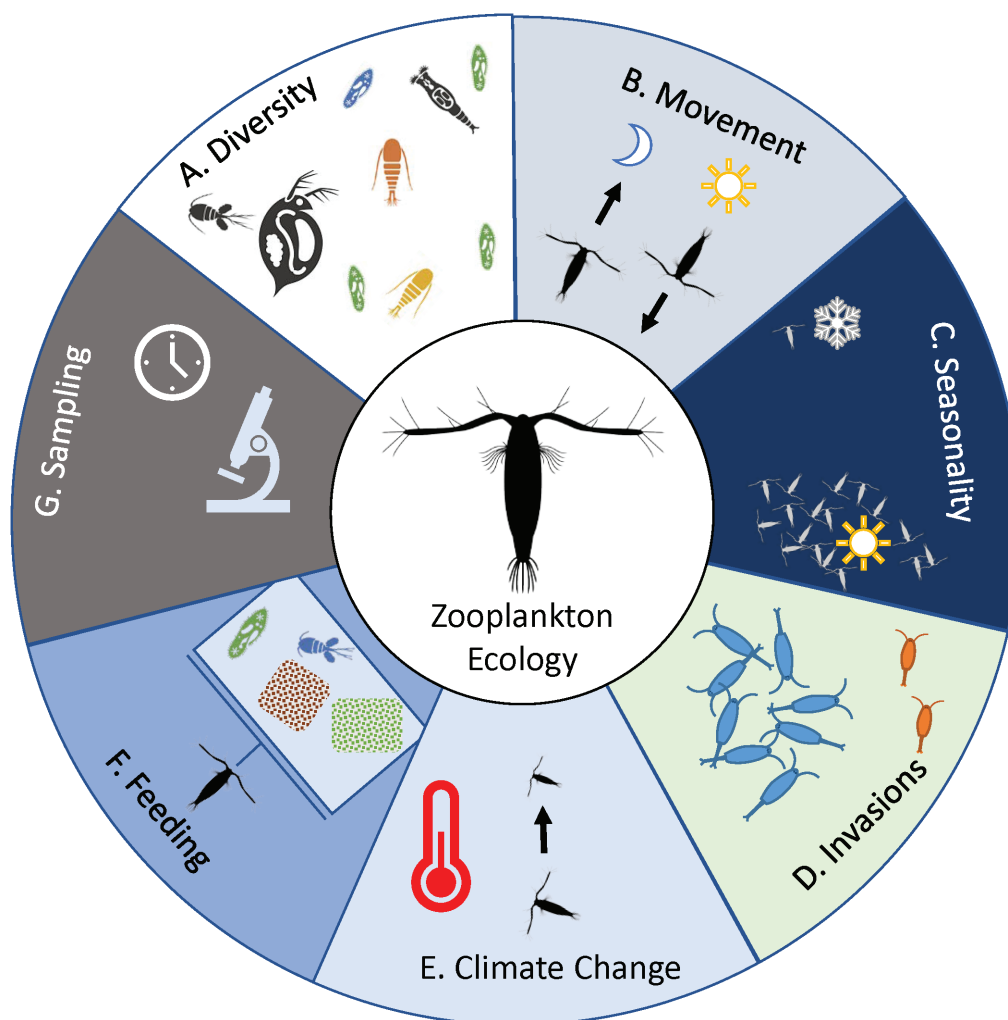 A. Diversity
B. Movement
C. Seasonality
D. Invasions
E. Climate Change
F. Feeding
G. Sampling
Zooplankton
Ecology